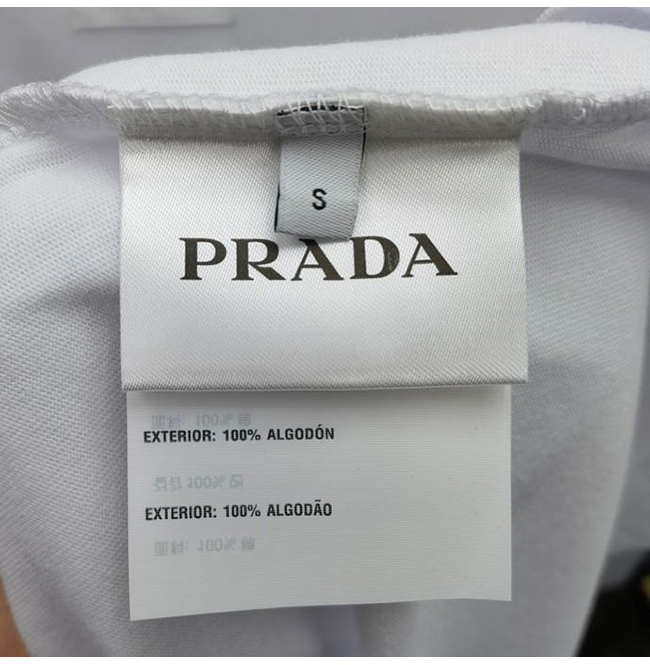 S
PRADA
EXTERIOR: 100% ALGODÓN
EXTERIOR: 100% ALGODÃO